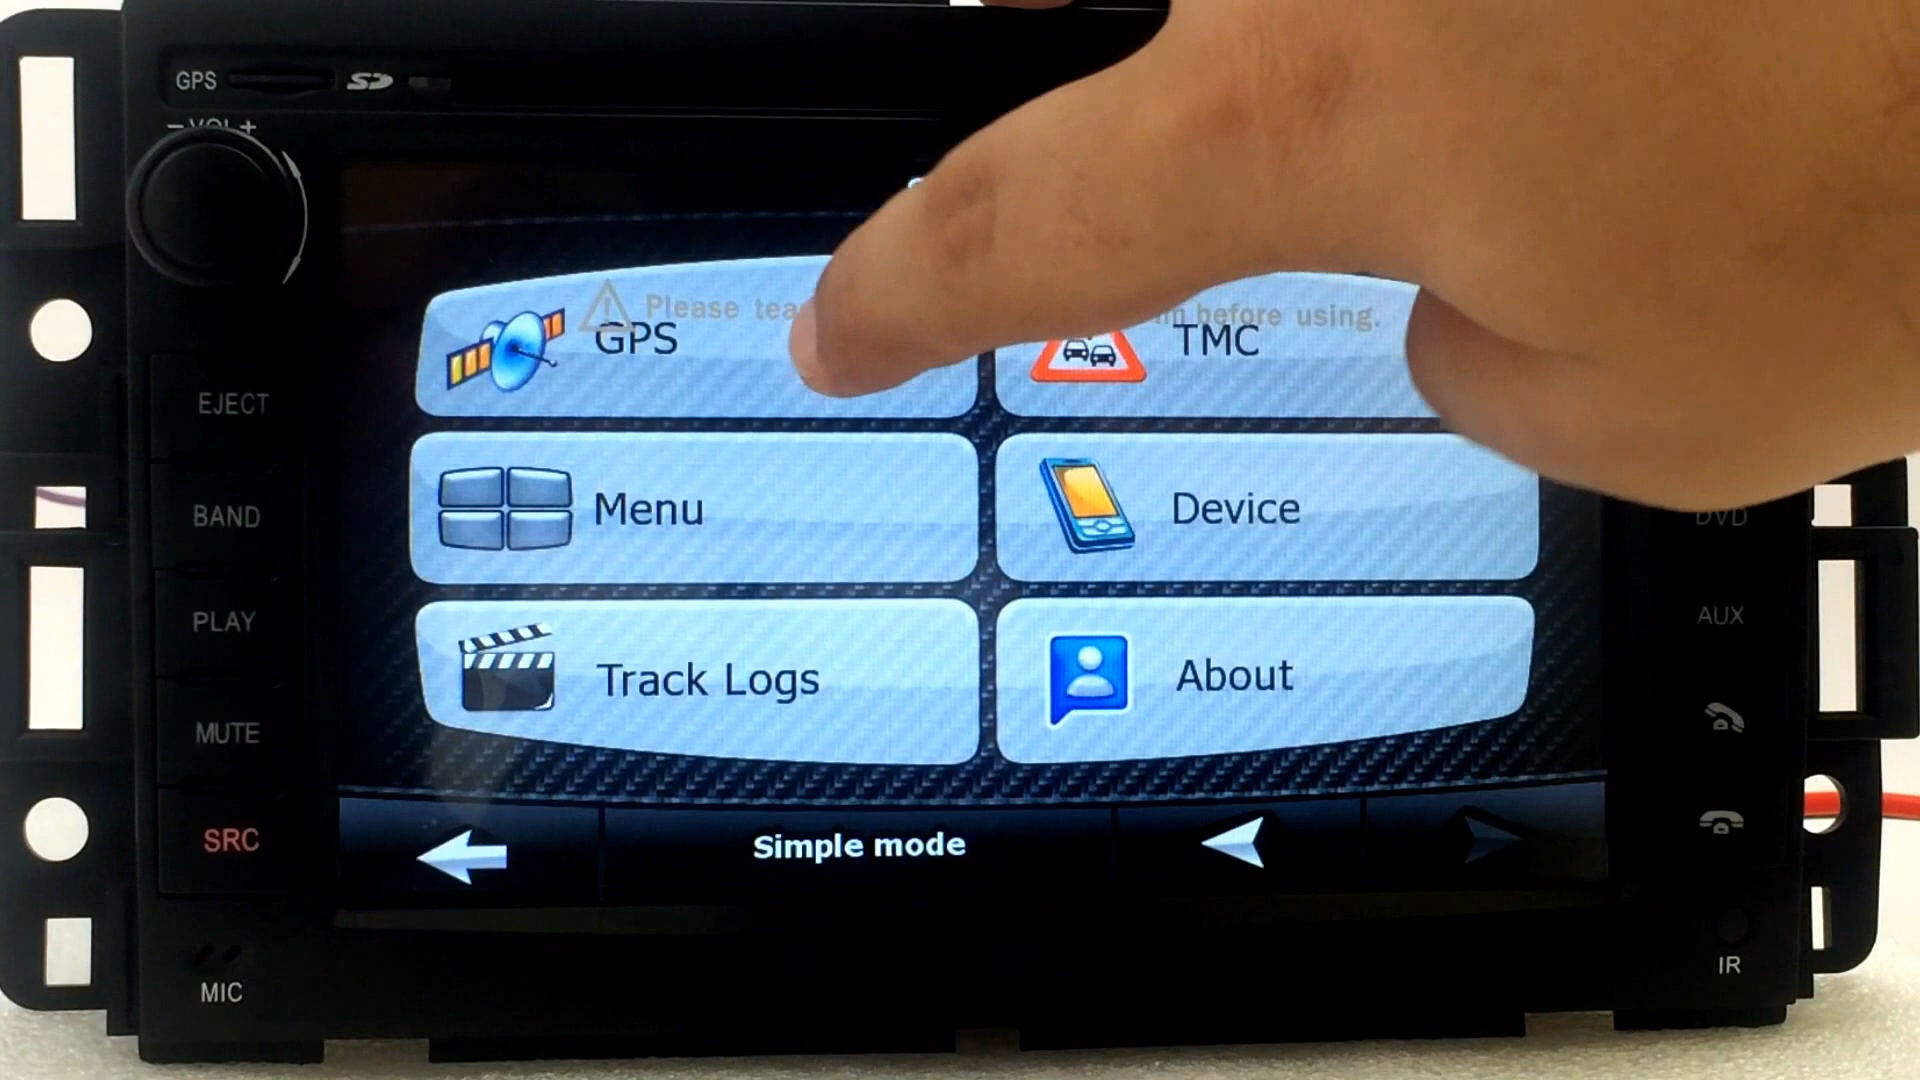 GPS SD
– VOL +
Please tea before using.
GPS
TMC
EJECT
BAND
PLAY
MUTE
SRC
MIC
Menu
Device
Track Logs
About
Simple mode
DVD
AUX
IR